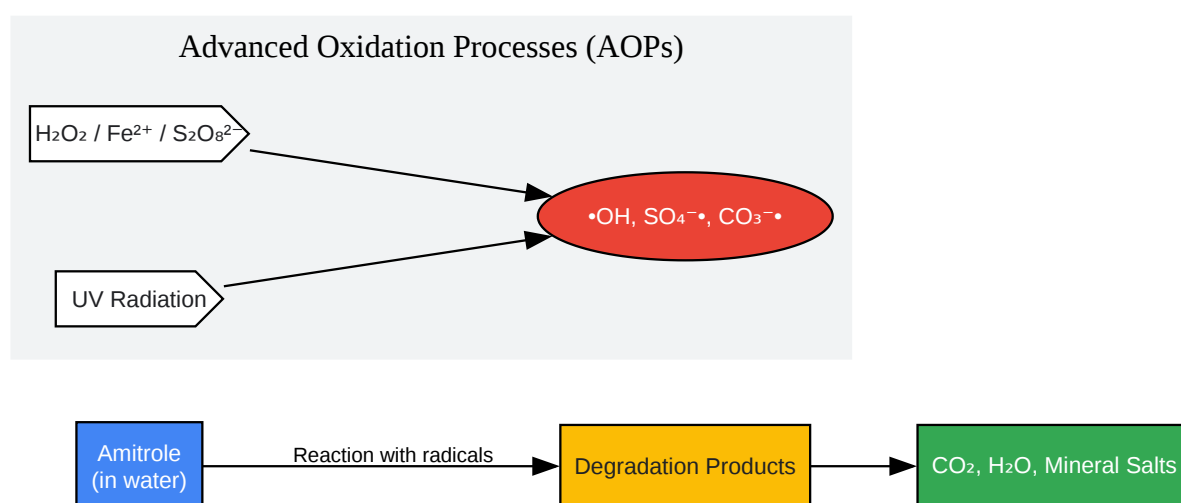 Advanced Oxidation Processes (AOPs)
H₂O₂ / Fe²⁺ / S₂O₈²⁻
•OH, SO₄⁻•, CO₃⁻•
UV Radiation
Amitrole
(in water)
Reaction with radicals
Degradation Products
CO₂, H₂O, Mineral Salts